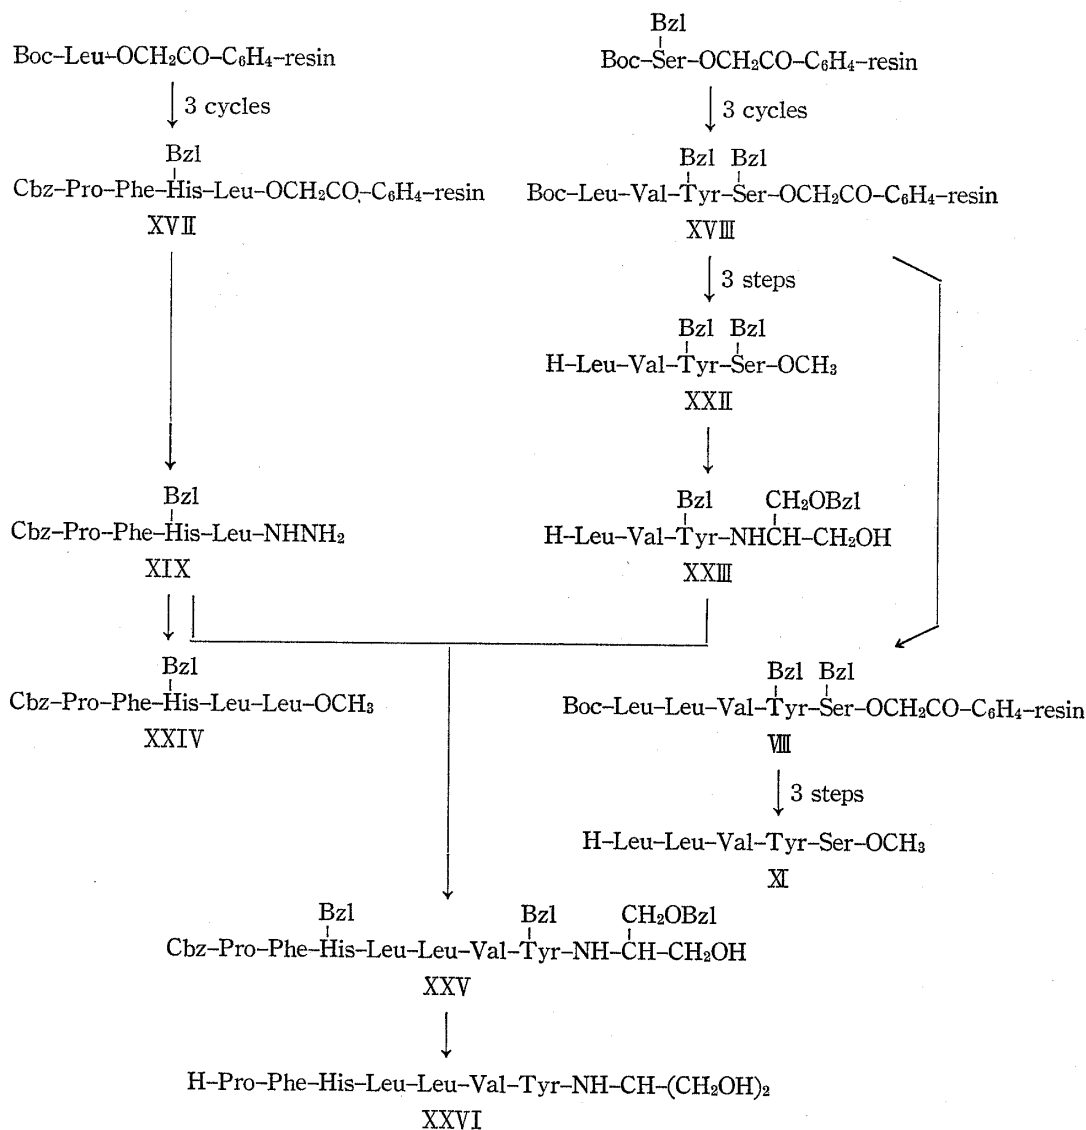 Bzl
Boc–Leu–OCH₂CO–C₆H₄–resin
Boc–Ser–OCH₂CO–C₆H₄–resin
3 cycles
3 cycles
Bzl
Bzl Bzl
Cbz–Pro–Phe–His–Leu–OCH₂CO–C₆H₄–resin
Boc–Leu–Val–Tyr–Ser–OCH₂CO–C₆H₄–resin
XVII
XVIII
3 steps
Bzl Bzl
H–Leu–Val–Tyr–Ser–OCH₃
XXII
Bzl
Bzl CH₂OBzl
Cbz–Pro–Phe–His–Leu–NHNH₂
H–Leu–Val–Tyr–NHCH–CH₂OH
XIX
XXIII
Bzl
Bzl Bzl
Cbz–Pro–Phe–His–Leu–Leu–OCH₃
Boc–Leu–Leu–Val–Tyr–Ser–OCH₂CO–C₆H₄–resin
XXIV
VIII
3 steps
H–Leu–Leu–Val–Tyr–Ser–OCH₃
XI
Bzl Bzl CH₂OBzl
Cbz–Pro–Phe–His–Leu–Leu–Val–Tyr–NH–CH–CH₂OH
XXV
H–Pro–Phe–His–Leu–Leu–Val–Tyr–NH–CH–(CH₂OH)₂
XXVI